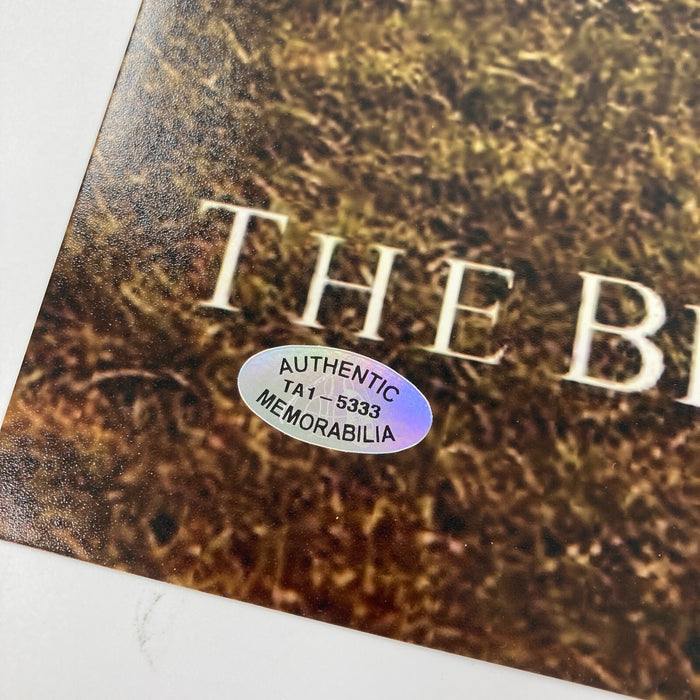 THE B
AUTHENTIC
TA1-5333
MEMORABILIA